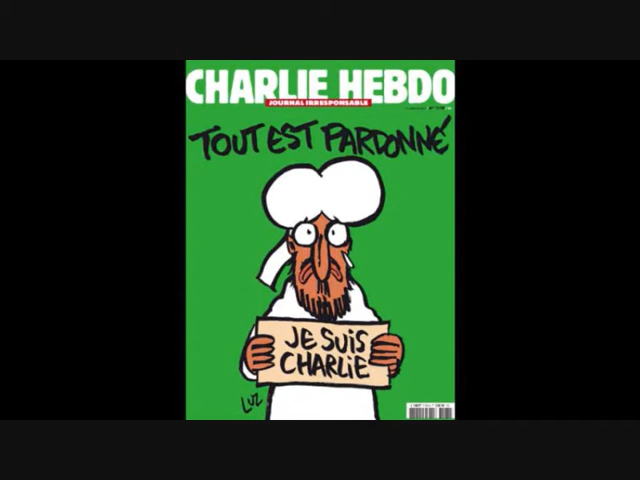 CHARLIE HEBDO
JOURNAL IRRESPONSABLE
TOUT EST PARDONNÉ
JE SUIS
CHARLIE
LUZ